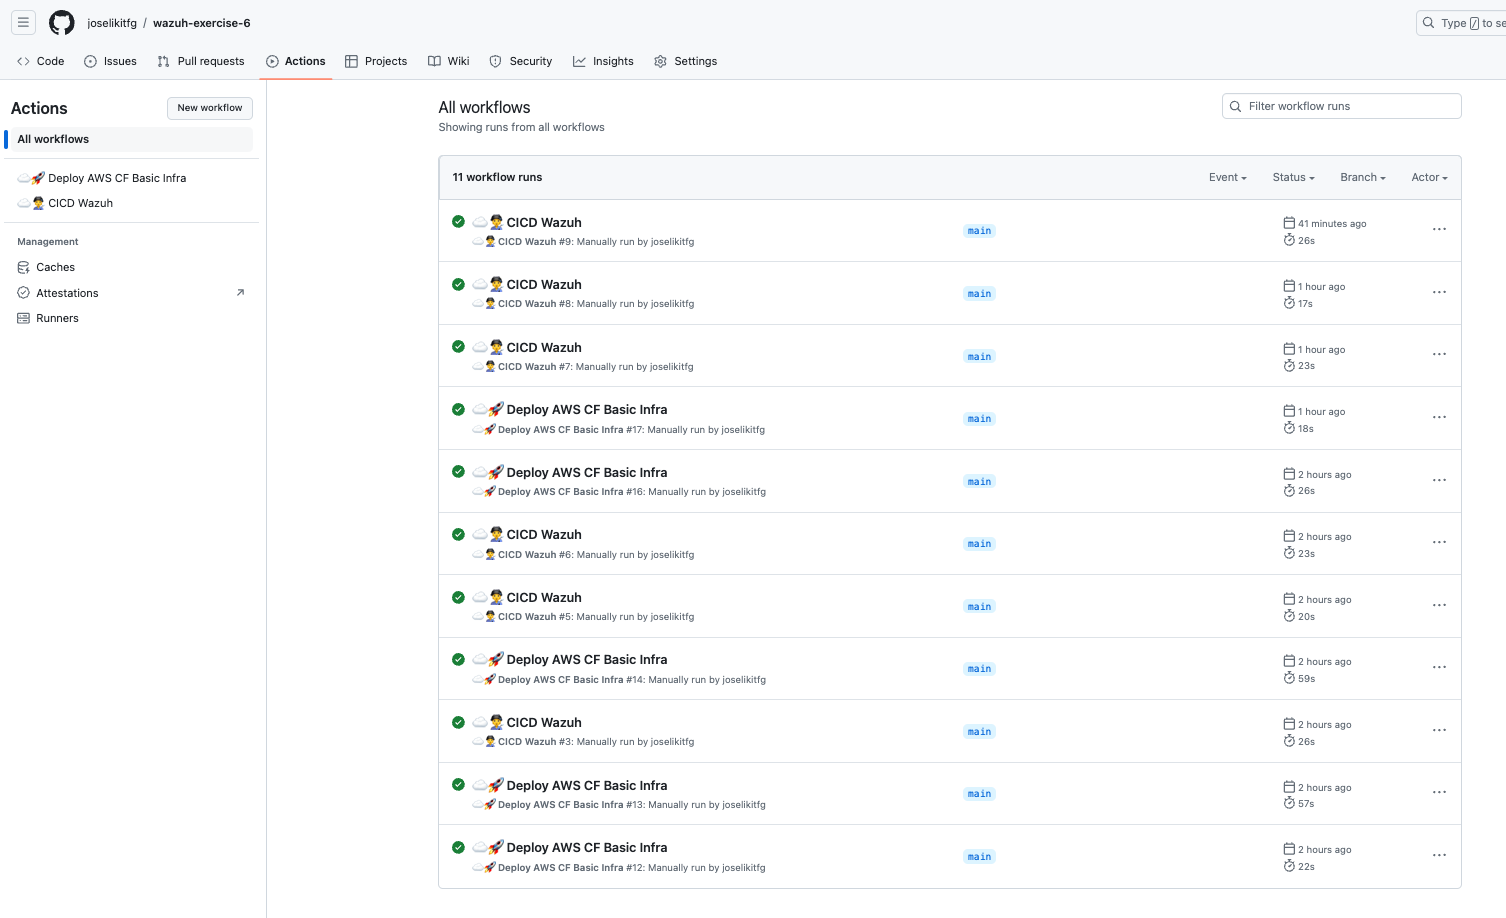 joselikitfg / wazuh-exercise-6
Type / to se
Code Issues Pull requests Actions Projects Wiki Security Insights Settings
Actions
New workflow
All workflows
Deploy AWS CF Basic Infra
CICD Wazuh
Management
Caches
Attestations
Runners
All workflows
Showing runs from all workflows
Filter workflow runs
11 workflow runs
Event Status Branch Actor
CICD Wazuh
CICD Wazuh #9: Manually run by joselikitfg
main
41 minutes ago
26s
CICD Wazuh
CICD Wazuh #8: Manually run by joselikitfg
main
1 hour ago
17s
CICD Wazuh
CICD Wazuh #7: Manually run by joselikitfg
main
1 hour ago
23s
Deploy AWS CF Basic Infra
Deploy AWS CF Basic Infra #17: Manually run by joselikitfg
main
1 hour ago
18s
Deploy AWS CF Basic Infra
Deploy AWS CF Basic Infra #16: Manually run by joselikitfg
main
2 hours ago
26s
CICD Wazuh
CICD Wazuh #6: Manually run by joselikitfg
main
2 hours ago
23s
CICD Wazuh
CICD Wazuh #5: Manually run by joselikitfg
main
2 hours ago
20s
Deploy AWS CF Basic Infra
Deploy AWS CF Basic Infra #14: Manually run by joselikitfg
main
2 hours ago
59s
CICD Wazuh
CICD Wazuh #3: Manually run by joselikitfg
main
2 hours ago
26s
Deploy AWS CF Basic Infra
Deploy AWS CF Basic Infra #13: Manually run by joselikitfg
main
2 hours ago
57s
Deploy AWS CF Basic Infra
Deploy AWS CF Basic Infra #12: Manually run by joselikitfg
main
2 hours ago
22s